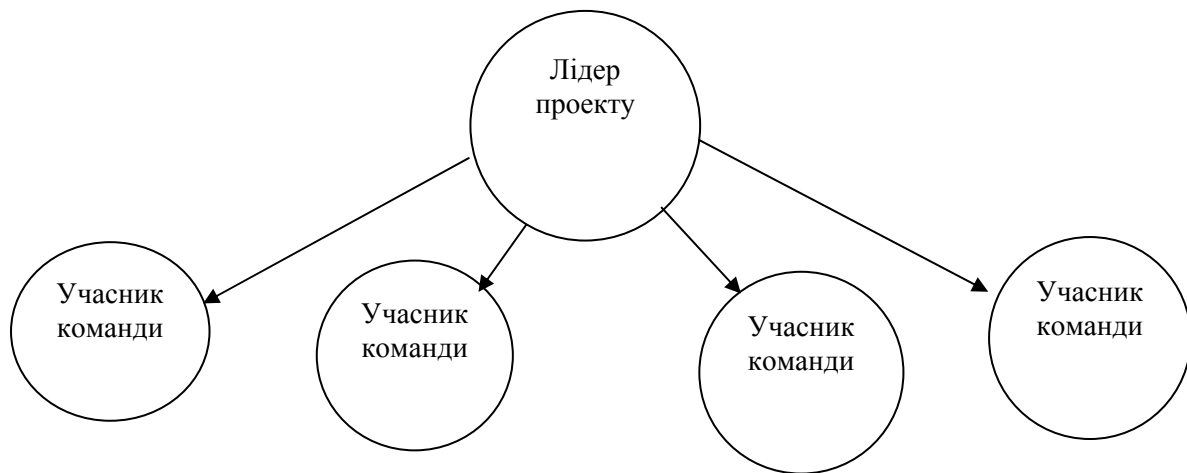 Лідер
проекту
Учасник
команди
Учасник
команди
Учасник
команди
Учасник
команди